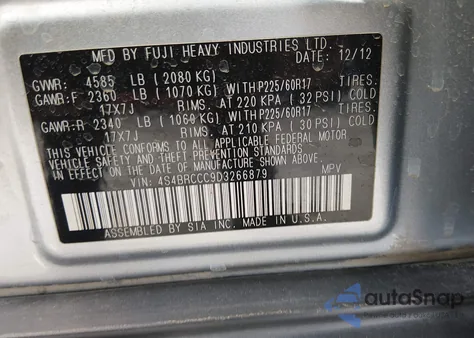 MFD BY FUJI HEAVY INDUSTRIES LTD. 12/12
GVWR: 4585 LB (2080 KG)
GAWR:F 2360 LB (1070 KG) WITH P225/60R17 TIRES.
17X7J RIMS. AT 220 KPA (32 PSI) COLD
GAWR:R 2340 LB (1060 KG) WITH P225/60R17 TIRES.
17X7J RIMS. AT 210 KPA (30 PSI) COLD
THIS VEHICLE CONFORMS TO ALL APPLICABLE FEDERAL MOTOR
VEHICLE SAFETY AND THEFT PREVENTION STANDARDS
IN EFFECT ON THE DATE OF MANUFACTURE SHOWN ABOVE.
VIN: 4S4BRCCC9D3266879 MPV
ASSEMBLED BY SIA INC. MADE IN U.S.A.
autoSnap